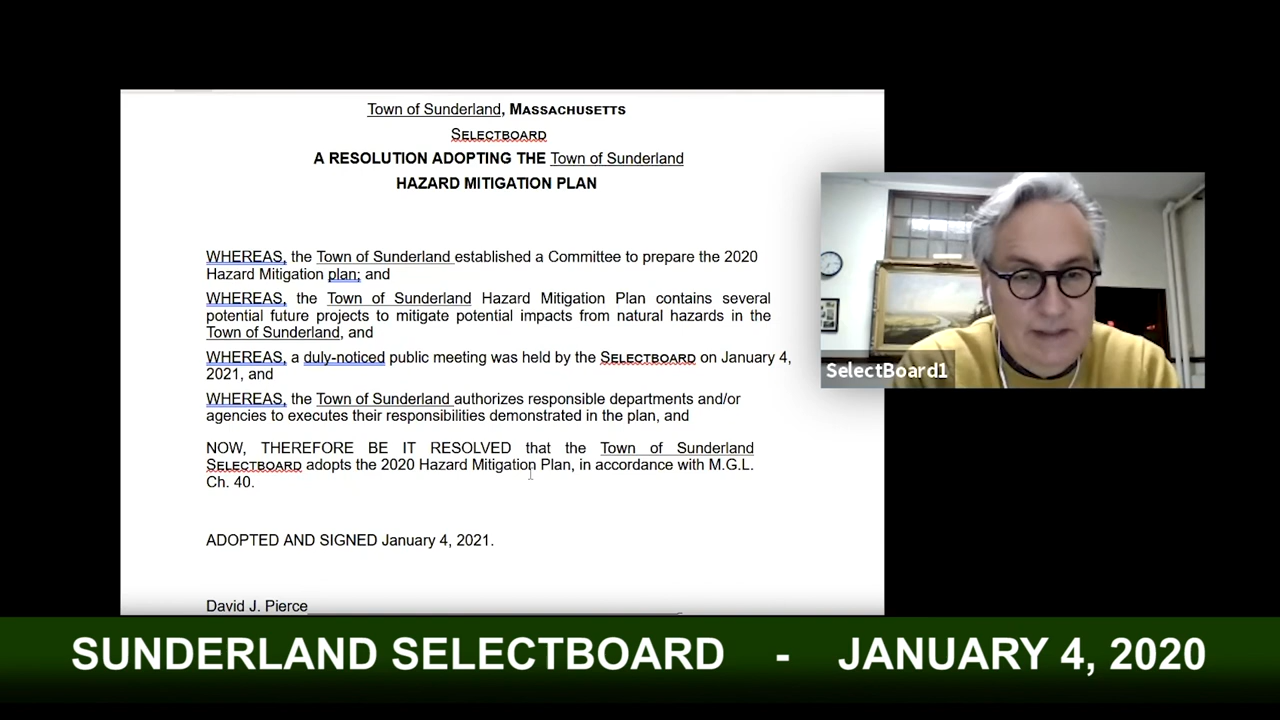 Town of Sunderland, MASSACHUSETTS
SELECTBOARD
A RESOLUTION ADOPTING THE Town of Sunderland
HAZARD MITIGATION PLAN
WHEREAS, the Town of Sunderland established a Committee to prepare the 2020
Hazard Mitigation plan; and
WHEREAS, the Town of Sunderland Hazard Mitigation Plan contains several
potential future projects to mitigate potential impacts from natural hazards in the
Town of Sunderland, and
WHEREAS, a duly-noticed public meeting was held by the SELECTBOARD on January 4,
2021, and
WHEREAS, the Town of Sunderland authorizes responsible departments and/or
agencies to executes their responsibilities demonstrated in the plan, and
NOW, THEREFORE BE IT RESOLVED that the Town of Sunderland
SELECTBOARD adopts the 2020 Hazard Mitigation Plan, in accordance with M.G.L.
Ch. 40.
ADOPTED AND SIGNED January 4, 2021.
David J. Pierce
SelectBoard1
SUNDERLAND SELECTBOARD - JANUARY 4, 2020